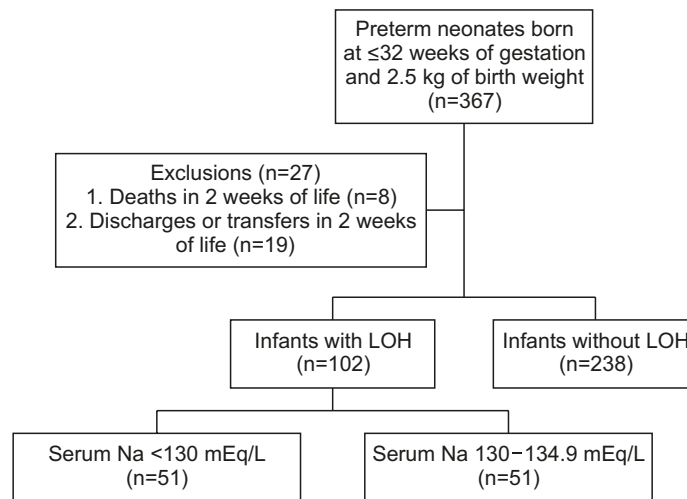 Preterm neonates born
at ≤32 weeks of gestation
and 2.5 kg of birth weight
(n=367)
Exclusions (n=27)
1. Deaths in 2 weeks of life (n=8)
2. Discharges or transfers in 2 weeks
of life (n=19)
Infants with LOH
(n=102)
Infants without LOH
(n=238)
Serum Na <130 mEq/L
(n=51)
Serum Na 130−134.9 mEq/L
(n=51)